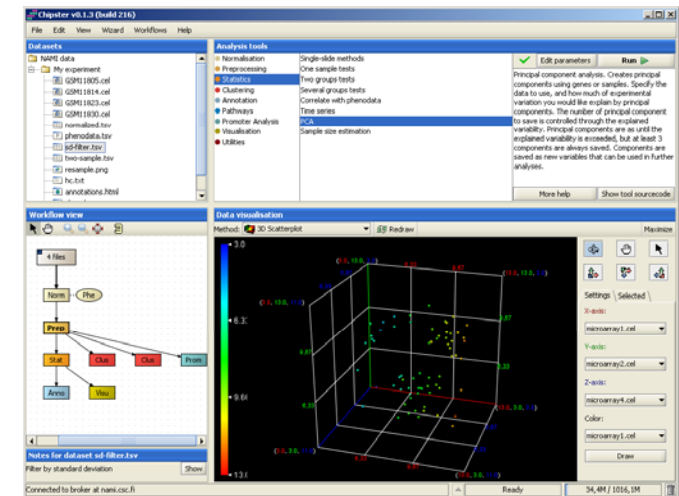 Chipster v0.1.3 (build 216)
File Edit View Wizard Workflows Help
Datasets
NAMI data
My experiment
GSM11805.cel
GSM11814.cel
GSM11823.cel
GSM11830.cel
normalized.tsv
phenodata.tsv
sd-filter.tsv
two-sample.tsv
resample.png
hc.txt
annotations.html
Analysis tools
Normalisation
Preprocessing
Statistics
Clustering
Annotation
Pathways
Promoter Analysis
Visualisation
Utilities
Single-slide methods
One sample tests
Two groups tests
Several groups tests
Correlate with phenodata
Time series
PCA
Sample size estimation
Edit parameters Run
Principal component analysis. Creates principal
components using genes or samples. Specify the
data to use, and how much of experimental
variation you would like explain by principal
components. The number of principal component
to save is controlled through the explained
variablity. Principal components are as until the
explained variability is exceeded, but at least 3
components are always saved. Components are
saved as new variables that can be used in further
analyses.
More help Show tool sourcecode
Workflow view
4 files
Norm Phe
Prep
Stat Clus Clus Prom
Anno Visu
Notes for dataset sd-filter.tsv
Filter by standard deviation Show
Data visualisation
Method: 3D Scatterplot Redraw Maximize
3.0
9.66
Settings Selected
X-axis:
microarray1.cel
Y-axis:
microarray2.cel
Z-axis:
microarray4.cel
Color:
microarray1.cel
Draw
Connected to broker at nami.csc.fi Ready 34,4M / 1016,1M